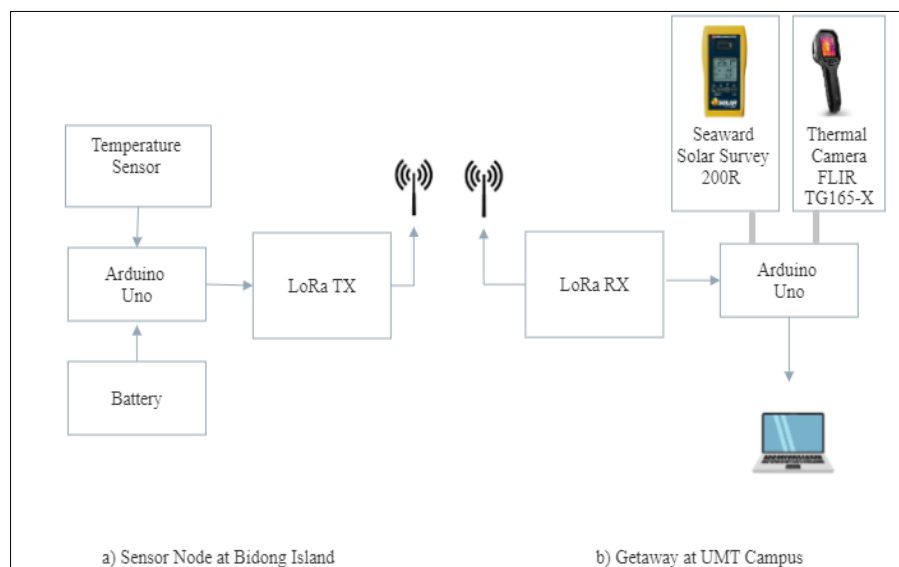 Seaward
Solar Survey
200R
Thermal
Camera
FLIR
TG165-X
Temperature
Sensor
Arduino
Uno
LoRa TX
LoRa RX
Arduino
Uno
Battery
a) Sensor Node at Bidong Island
b) Getaway at UMT Campus